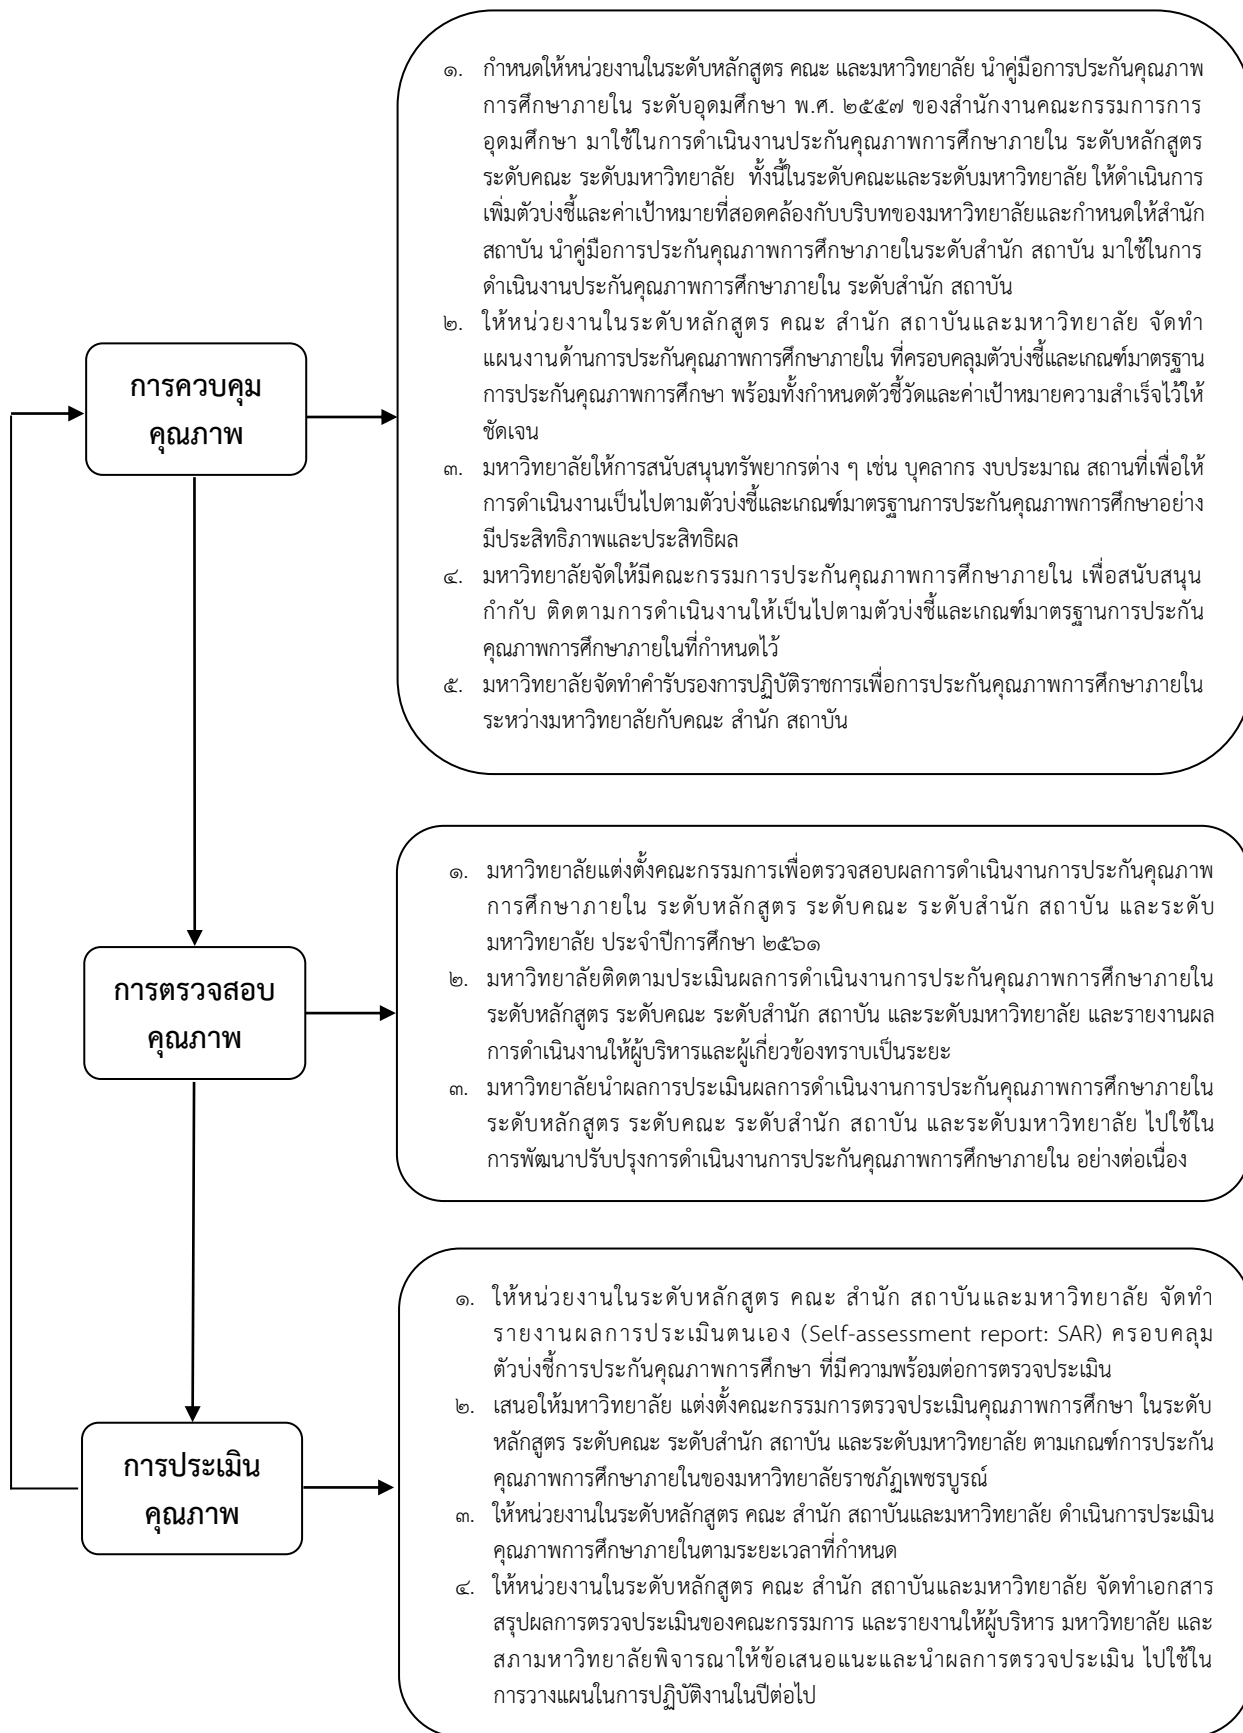 ๑. กำหนดให้หน่วยงานในระดับหลักสูตร คณะ และมหาวิทยาลัย นำคู่มือการประกันคุณภาพ
การศึกษาภายใน ระดับอุดมศึกษา พ.ศ. ๒๕๕๗ ของสำนักงานคณะกรรมการการ
อุดมศึกษา มาใช้ในการดำเนินงานประกันคุณภาพการศึกษาภายใน ระดับหลักสูตร
ระดับคณะ ระดับมหาวิทยาลัย ทั้งนี้ในระดับคณะและระดับมหาวิทยาลัย ให้ดำเนินการ
เพิ่มตัวบ่งชี้และค่าเป้าหมายที่สอดคล้องกับบริบทของมหาวิทยาลัยและกำหนดให้สำนัก
สถาบัน นำคู่มือการประกันคุณภาพการศึกษาภายในระดับสำนัก สถาบัน มาใช้ในการ
ดำเนินงานประกันคุณภาพการศึกษาภายใน ระดับสำนัก สถาบัน
๒. ให้หน่วยงานในระดับหลักสูตร คณะ สำนัก สถาบันและมหาวิทยาลัย จัดทำ
แผนงานด้านการประกันคุณภาพการศึกษาภายใน ที่ครอบคลุมตัวบ่งชี้และเกณฑ์มาตรฐาน
การประกันคุณภาพการศึกษา พร้อมทั้งกำหนดตัวชี้วัดและค่าเป้าหมายความสำเร็จไว้ให้
ชัดเจน
๓. มหาวิทยาลัยให้การสนับสนุนทรัพยากรต่าง ๆ เช่น บุคลากร งบประมาณ สถานที่เพื่อให้
การดำเนินงานเป็นไปตามตัวบ่งชี้และเกณฑ์มาตรฐานการประกันคุณภาพการศึกษาอย่าง
มีประสิทธิภาพและประสิทธิผล
๔. มหาวิทยาลัยจัดให้มีคณะกรรมการประกันคุณภาพการศึกษาภายใน เพื่อสนับสนุน
กำกับ ติดตามการดำเนินงานให้เป็นไปตามตัวบ่งชี้และเกณฑ์มาตรฐานการประกัน
คุณภาพการศึกษาภายในที่กำหนดไว้
๕. มหาวิทยาลัยจัดทำคำรับรองการปฏิบัติราชการเพื่อการประกันคุณภาพการศึกษาภายใน
ระหว่างมหาวิทยาลัยกับคณะ สำนัก สถาบัน
การควบคุม
คุณภาพ
๑. มหาวิทยาลัยแต่งตั้งคณะกรรมการเพื่อตรวจสอบผลการดำเนินงานการประกันคุณภาพ
การศึกษาภายใน ระดับหลักสูตร ระดับคณะ ระดับสำนัก สถาบัน และระดับ
มหาวิทยาลัย ประจำปีการศึกษา ๒๕๖๑
๒. มหาวิทยาลัยติดตามประเมินผลการดำเนินงานการประกันคุณภาพการศึกษาภายใน
ระดับหลักสูตร ระดับคณะ ระดับสำนัก สถาบัน และระดับมหาวิทยาลัย และรายงานผล
การดำเนินงานให้ผู้บริหารและผู้เกี่ยวข้องทราบเป็นระยะ
๓. มหาวิทยาลัยนำผลการประเมินผลการดำเนินงานการประกันคุณภาพการศึกษาภายใน
ระดับหลักสูตร ระดับคณะ ระดับสำนัก สถาบัน และระดับมหาวิทยาลัย ไปใช้ใน
การพัฒนาปรับปรุงการดำเนินงานการประกันคุณภาพการศึกษาภายใน อย่างต่อเนื่อง
การตรวจสอบ
คุณภาพ
๑. ให้หน่วยงานในระดับหลักสูตร คณะ สำนัก สถาบันและมหาวิทยาลัย จัดทำ
รายงานผลการประเมินตนเอง (Self-assessment report: SAR) ครอบคลุม
ตัวบ่งชี้การประกันคุณภาพการศึกษา ที่มีความพร้อมต่อการตรวจประเมิน
๒. เสนอให้มหาวิทยาลัย แต่งตั้งคณะกรรมการตรวจประเมินคุณภาพการศึกษา ในระดับ
หลักสูตร ระดับคณะ ระดับสำนัก สถาบัน และระดับมหาวิทยาลัย ตามเกณฑ์การประกัน
คุณภาพการศึกษาภายในของมหาวิทยาลัยราชภัฏเพชรบูรณ์
๓. ให้หน่วยงานในระดับหลักสูตร คณะ สำนัก สถาบันและมหาวิทยาลัย ดำเนินการประเมิน
คุณภาพการศึกษาภายในตามระยะเวลาที่กำหนด
๔. ให้หน่วยงานในระดับหลักสูตร คณะ สำนัก สถาบันและมหาวิทยาลัย จัดทำเอกสาร
สรุปผลการตรวจประเมินของคณะกรรมการ และรายงานให้ผู้บริหาร มหาวิทยาลัย และ
สภามหาวิทยาลัยพิจารณาให้ข้อเสนอแนะและนำผลการตรวจประเมิน ไปใช้ใน
การวางแผนในการปฏิบัติงานในปีต่อไป
การประเมิน
คุณภาพ